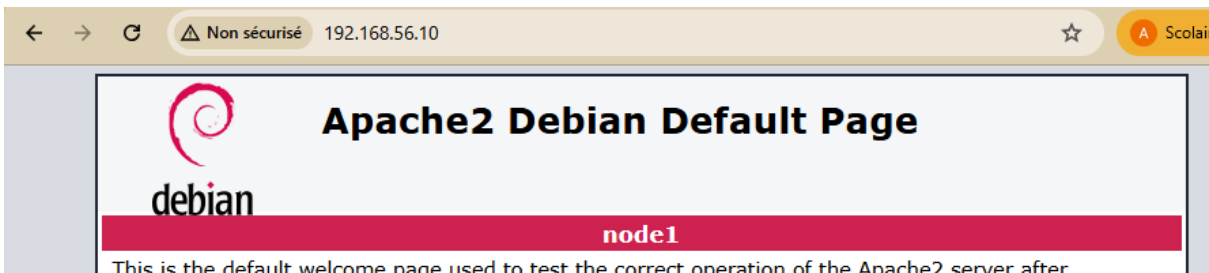 Non sécurisé 192.168.56.10
A
Apache2 Debian Default Page
debian
node1
This is the default welcome page used to test the correct operation of the Apache2 server after